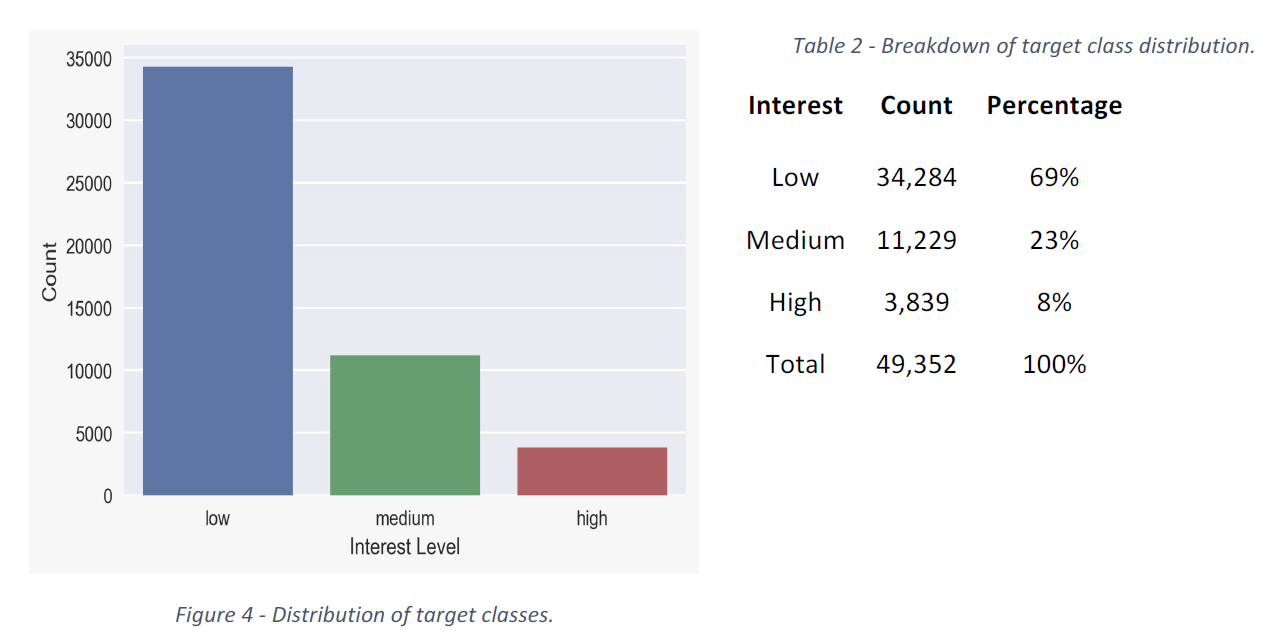 35000
30000
25000
20000
15000
10000
5000
0
Count
low medium high
Interest Level
Figure 4 - Distribution of target classes.
Table 2 - Breakdown of target class distribution.
Interest Count Percentage
Low 34,284 69%
Medium 11,229 23%
High 3,839 8%
Total 49,352 100%